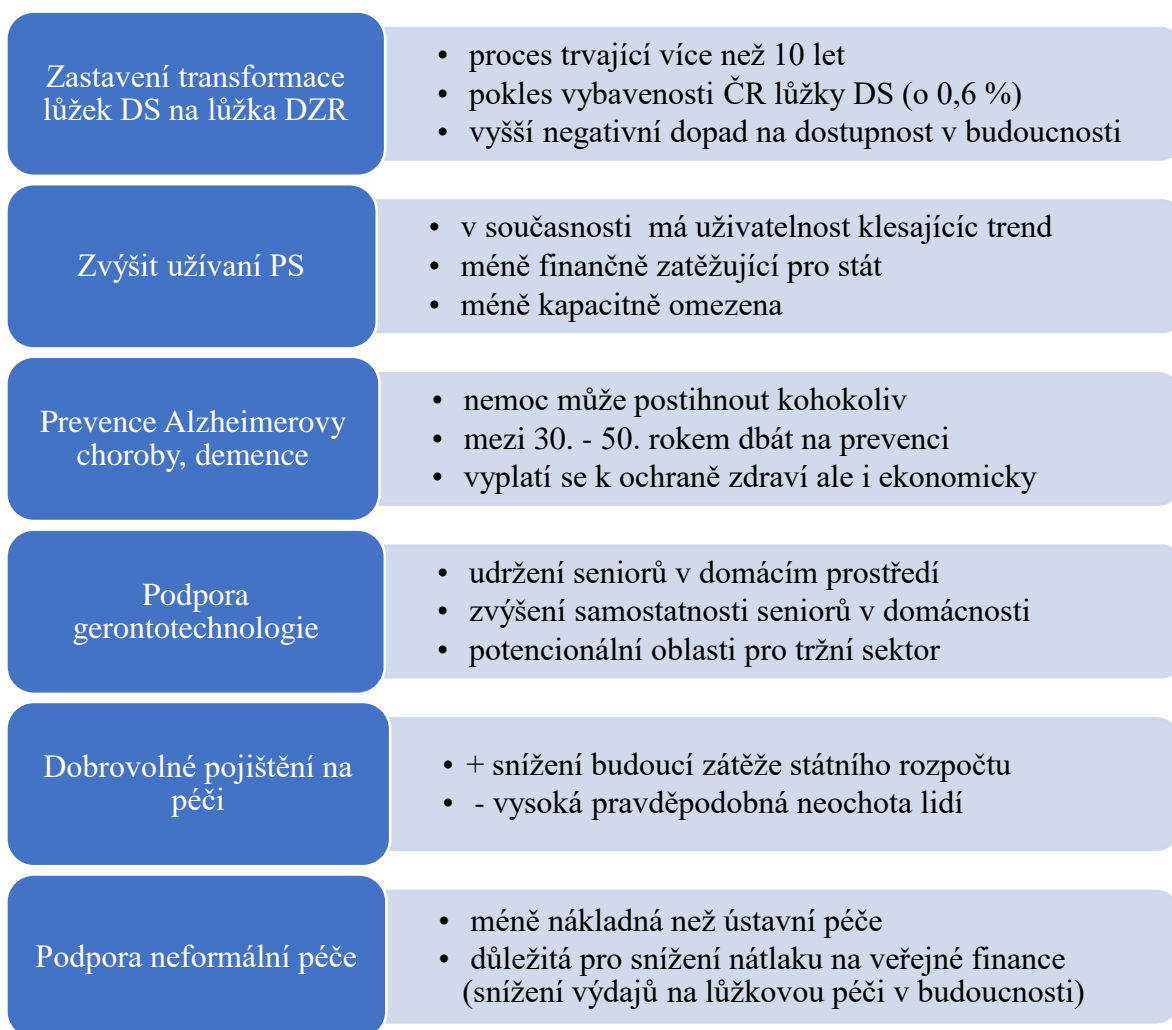 Zastavení transformace
lůžek DS na lůžka DZR
• proces trvající více než 10 let
• pokles vybavenosti ČR lůžky DS (o 0,6 %)
• vyšší negativní dopad na dostupnost v budoucnosti
Zvýšit užívaní PS
• v současnosti má uživatelnost klesajícíc trend
• méně finančně zatěžující pro stát
• méně kapacitně omezena
Prevence Alzheimerovy
choroby, demence
• nemoc může postihnout kohokoliv
• mezi 30. - 50. rokem dbát na prevenci
• vyplatí se k ochraně zdraví ale i ekonomicky
Podpora
gerontotechnologie
• udržení seniorů v domácím prostředí
• zvýšení samostatnosti seniorů v domácnosti
• potencionální oblasti pro tržní sektor
Dobrovolné pojištění na
péči
• + snížení budoucí zátěže státního rozpočtu
• - vysoká pravděpodobná neochota lidí
Podpora neformální péče
• méně nákladná než ústavní péče
• důležitá pro snížení nátlaku na veřejné finance
(snížení výdajů na lůžkovou péči v budoucnosti)